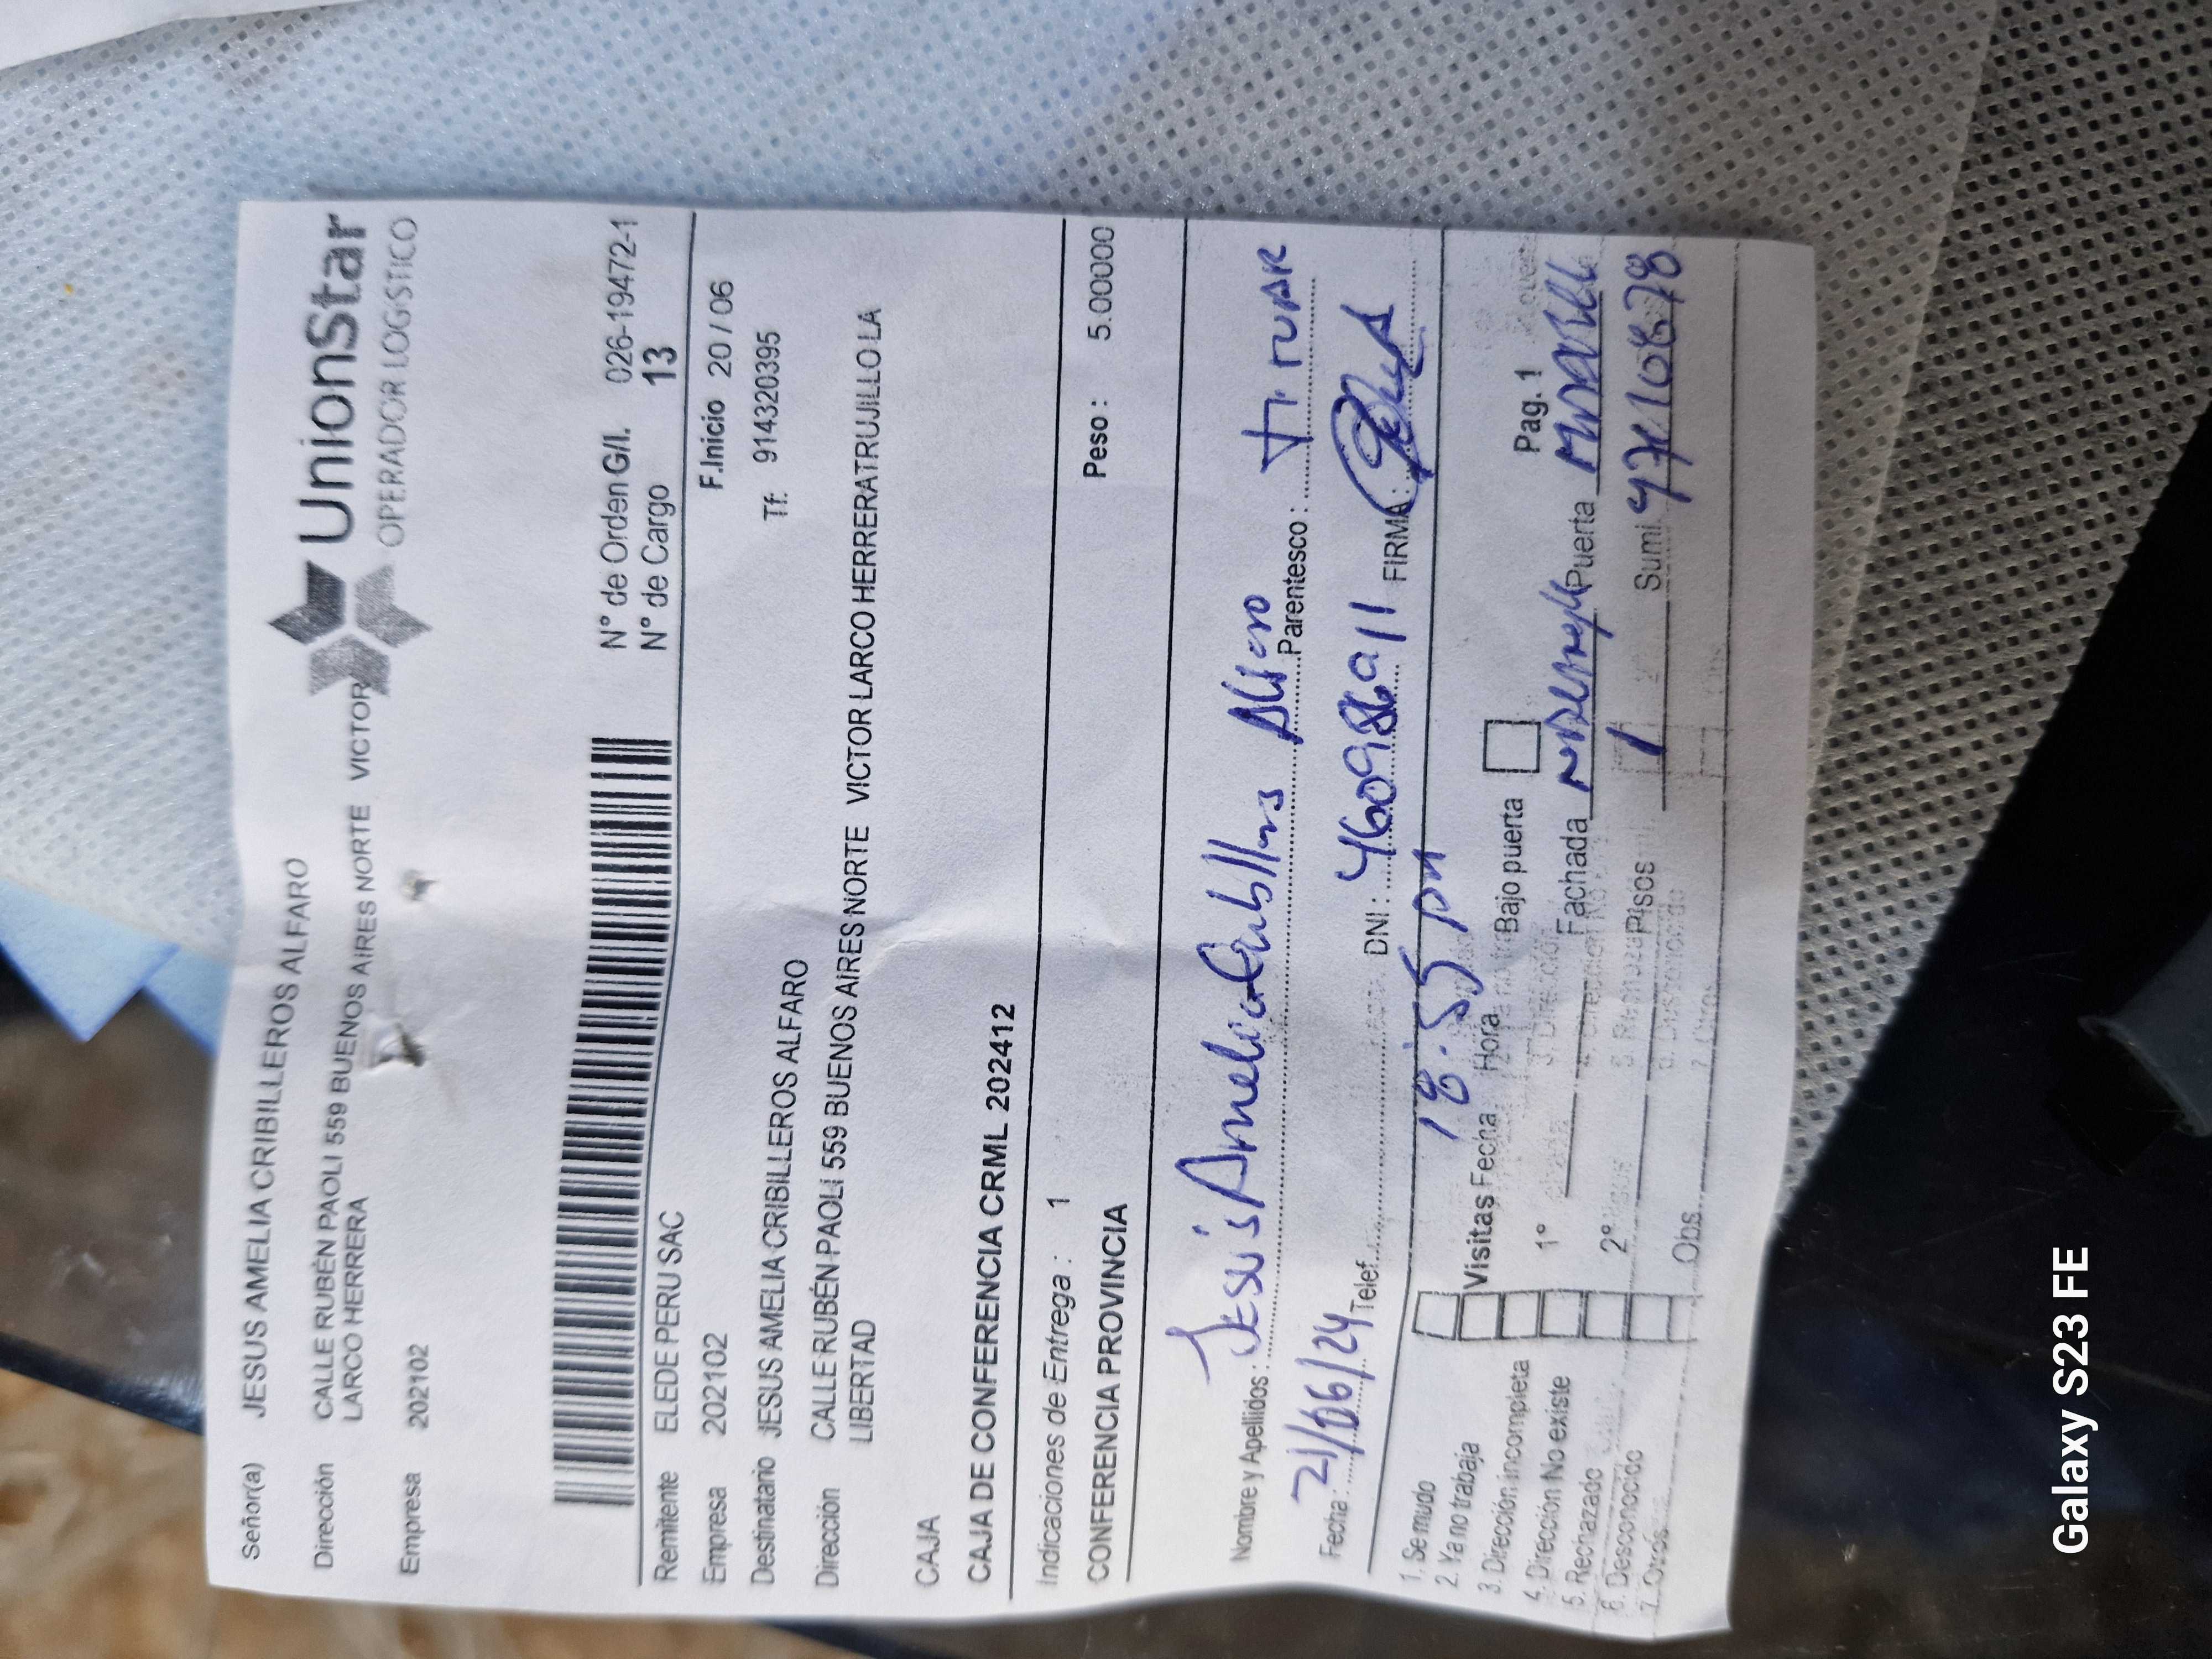 Señor(a) JESUS AMELIA CRIBILLEROS ALFARO
Dirección CALLE RUBÉN PAOLI 559 BUENOS AIRES NORTE VICTOR
LARCO HERRERA
Empresa 202102
UnionStar
OPERADOR LOGISTICO
N° de Orden G/I. 026-19472-1
N° de Cargo 13
Remitente ELEDE PERU SAC
Empresa 202102
F.Inicio 20 / 06
Destinatario JESUS AMELIA CRIBILLEROS ALFARO
Tf. 914320395
Dirección CALLE RUBÉN PAOLI 559 BUENOS AIRES NORTE VICTOR LARCO HERRERATRUJILLO LA
LIBERTAD
CAJA
CAJA DE CONFERENCIA CRML 202412
Indicaciones de Entrega : 1
CONFERENCIA PROVINCIA
Peso : 5.00000
Nombre y Apellidos : Jesús Amelia Cribilleros Alfaro
Parentesco : TITULAR
Fecha : 21/06/24 Telef. DNI : 46098691 FIRMA :
18:55 pm
1. Se mudo
2. Ya no trabaja
3. Dirección incompleta
4. Dirección No existe
5. Rechazado
6. Desconocido
7. Otros
Visitas Fecha Hora Bajo puerta Pag. 1
1° Fachada Puerta
2° Pisos 1 Sumi.
Obs.
Galaxy S23 FE